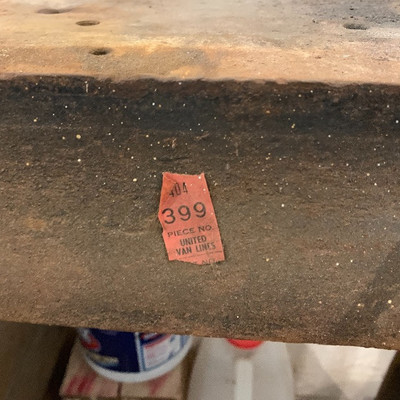 404
399
PIECE NO.
UNITED
VAN LINES